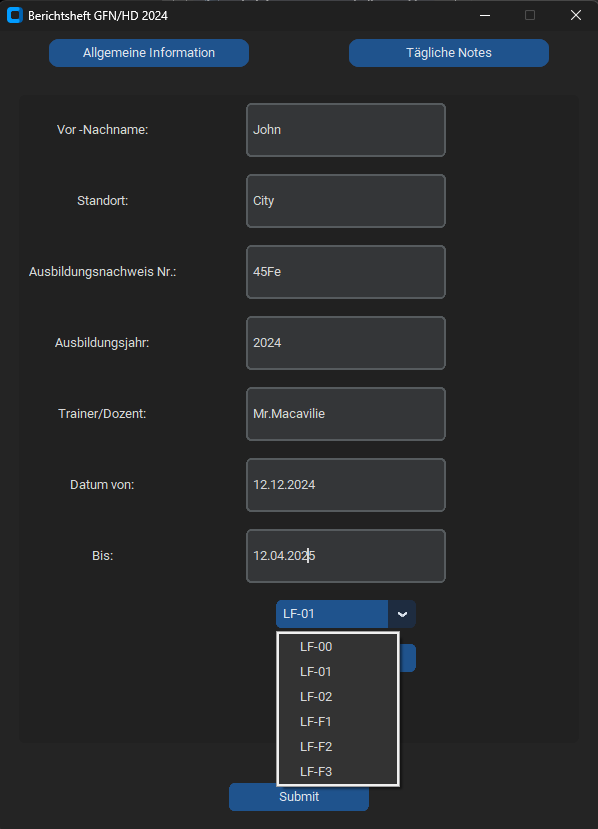 Berichtsheft GFN/HD 2024
Allgemeine Information
Tägliche Notes
Vor -Nachname:
John
Standort:
City
Ausbildungsnachweis Nr.:
45Fe
Ausbildungsjahr:
2024
Trainer/Dozent:
Mr.Macavilie
Datum von:
12.12.2024
Bis:
12.04.2025
LF-01
LF-00
LF-01
LF-02
LF-F1
LF-F2
LF-F3
Submit